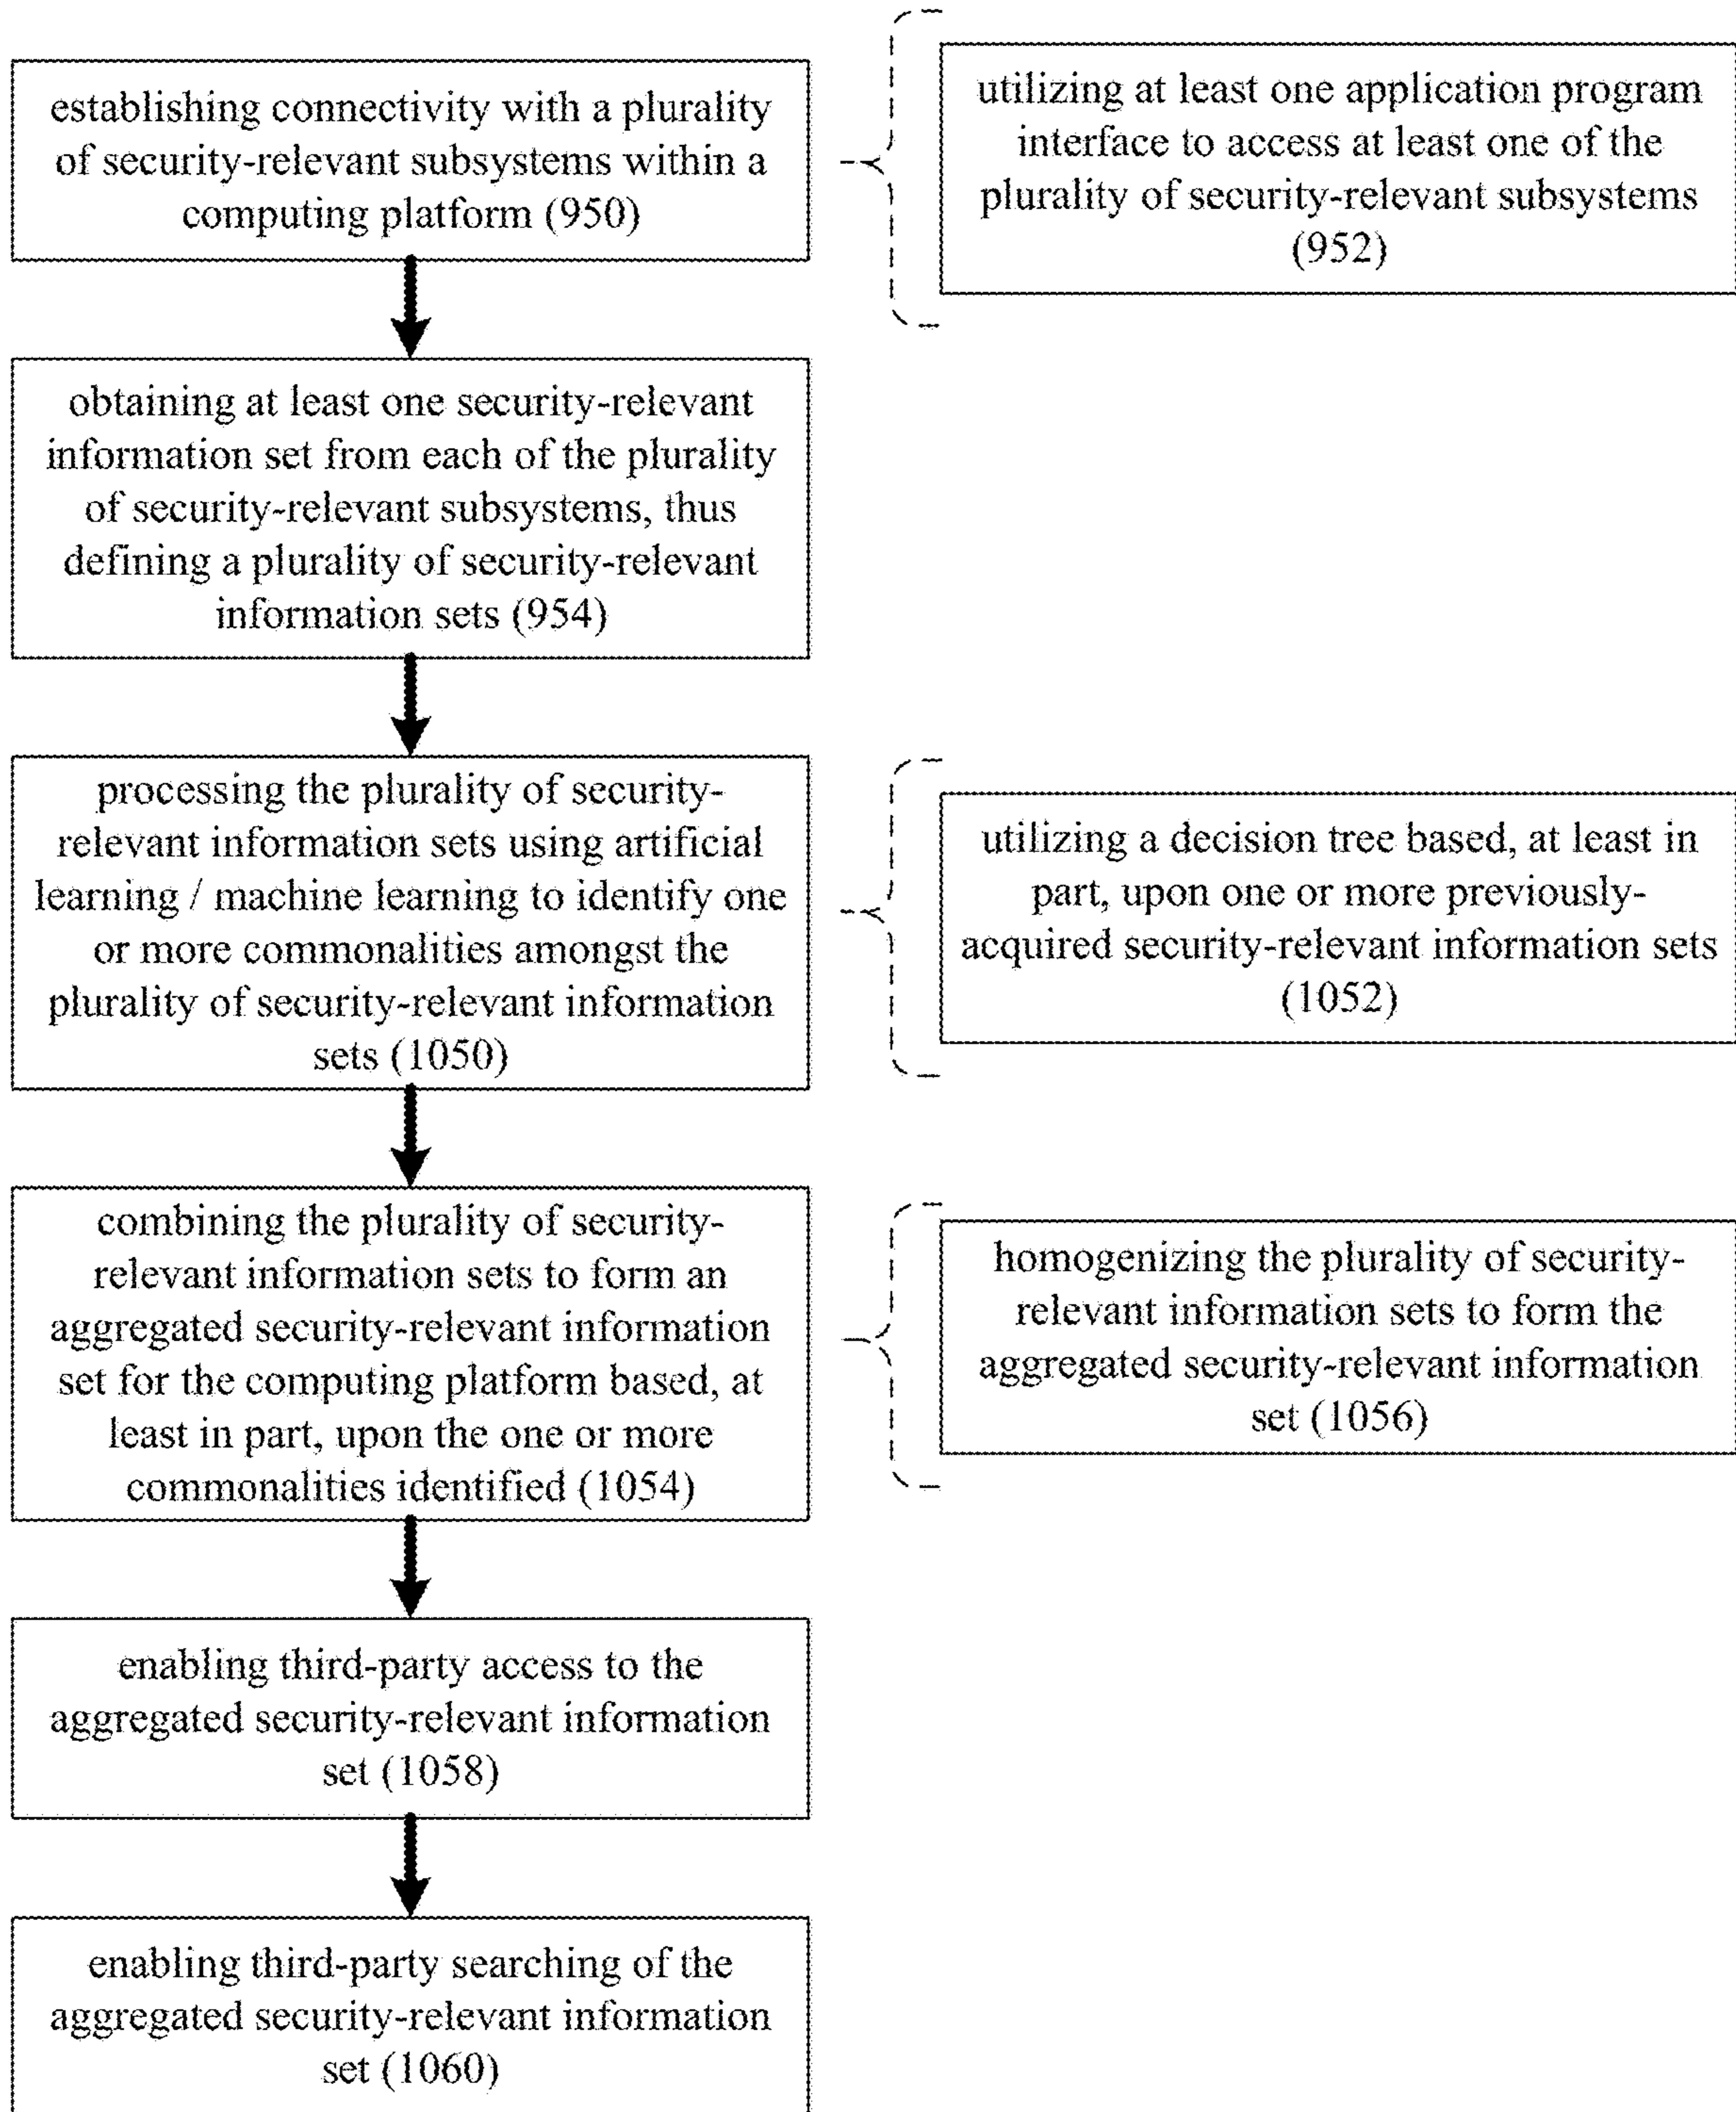 establishing connectivity with a plurality
of security-relevant subsystems within a
computing platform (950)
utilizing at least one application program
interface to access at least one of the
plurality of security-relevant subsystems
(952)
obtaining at least one security-relevant
information set from each of the plurality
of security-relevant subsystems, thus
defining a plurality of security-relevant
information sets (954)
processing the plurality of security-
relevant information sets using artificial
learning / machine learning to identify one
or more commonalities amongst the
plurality of security-relevant information
sets (1050)
utilizing a decision tree based, at least in
part, upon one or more previously-
acquired security-relevant information sets
(1052)
combining the plurality of security-
relevant information sets to form an
aggregated security-relevant information
set for the computing platform based, at
least in part, upon the one or more
commonalities identified (1054)
homogenizing the plurality of security-
relevant information sets to form the
aggregated security-relevant information
set (1056)
enabling third-party access to the
aggregated security-relevant information
set (1058)
enabling third-party searching of the
aggregated security-relevant information
set (1060)